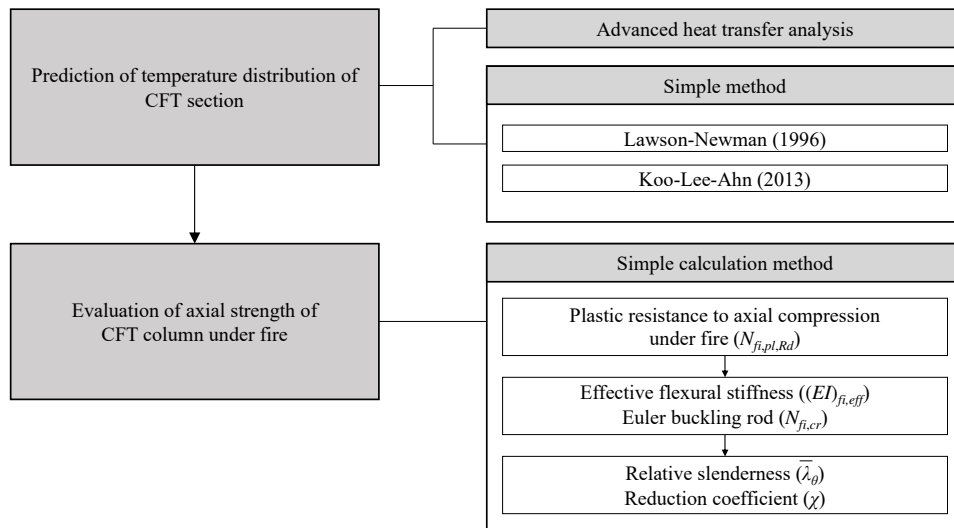 Prediction of temperature distribution of
CFT section
Advanced heat transfer analysis
Simple method
Lawson-Newman (1996)
Koo-Lee-Ahn (2013)
Evaluation of axial strength of
CFT column under fire
Simple calculation method
Plastic resistance to axial compression
under fire (N_{fi,pl,Rd})
Effective flexural stiffness ((EI)_{fi,eff})
Euler buckling rod (N_{fi,cr})
Relative slenderness (λ̅_θ)
Reduction coefficient (χ)